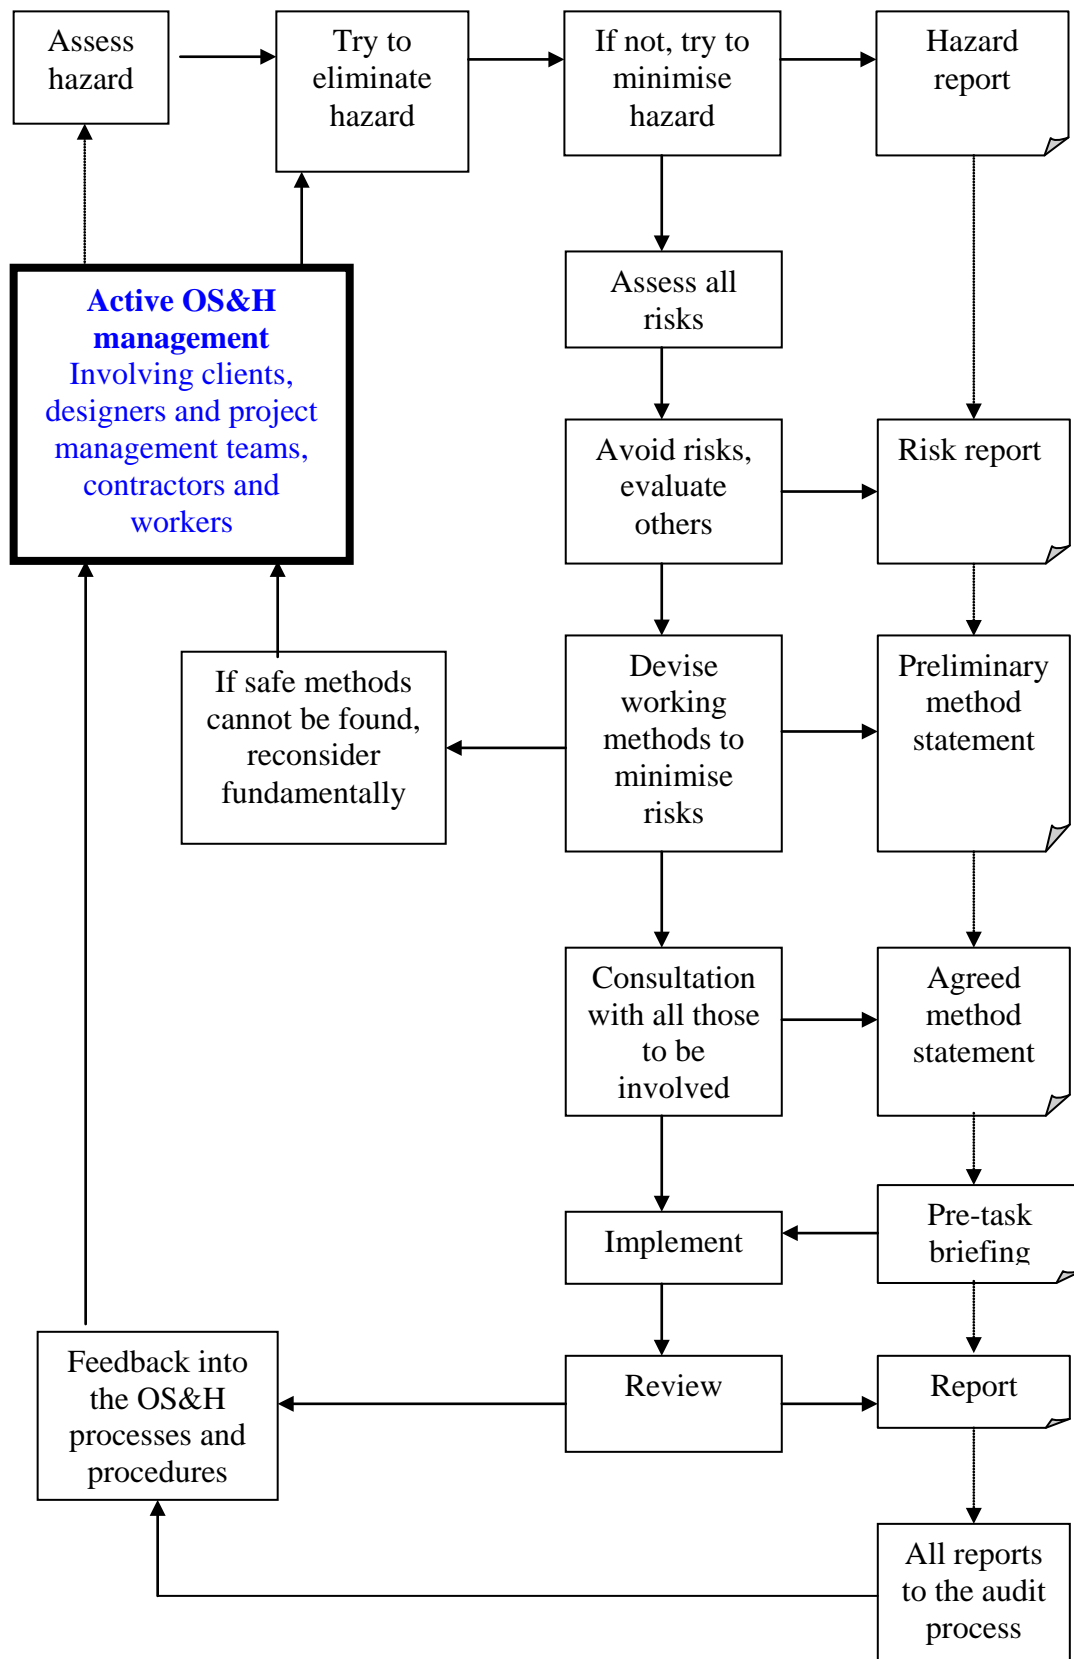 Assess
hazard
Try to
eliminate
hazard
If not, try to
minimise
hazard
Hazard
report
Active OS&H
management
Involving clients,
designers and project
management teams,
contractors and
workers
Assess all
risks
Avoid risks,
evaluate
others
Risk report
If safe methods
cannot be found,
reconsider
fundamentally
Devise
working
methods to
minimise
risks
Preliminary
method
statement
Consultation
with all those
to be
involved
Agreed
method
statement
Implement
Pre-task
briefing
Feedback into
the OS&H
processes and
procedures
Review
Report
All reports
to the audit
process